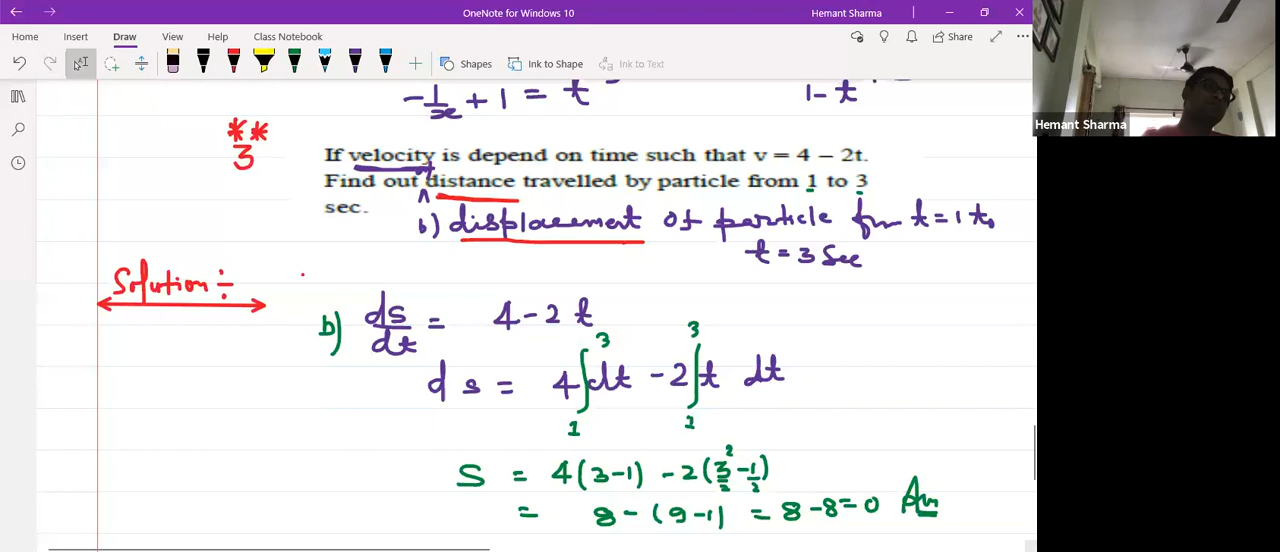 OneNote for Windows 10
Hemant Sharma
Home Insert Draw View Help Class Notebook
Share
Shapes Ink to Shape Ink to Text
-1/x + 1 = t
1 - t
Hemant Sharma
**
3
If velocity is depend on time such that v = 4 − 2t.
Find out distance travelled by particle from 1 to 3
sec.
b) displacement of particle from t = 1 to
t = 3 Sec
Solution ÷
b) ds/dt = 4 - 2 t
d s = 4 ∫₁³ dt - 2 ∫₂³ t dt
S = 4(3-1) - 2(3²/2 - 1/2)
= 8 - (9-1) = 8 - 8 = 0 Ans